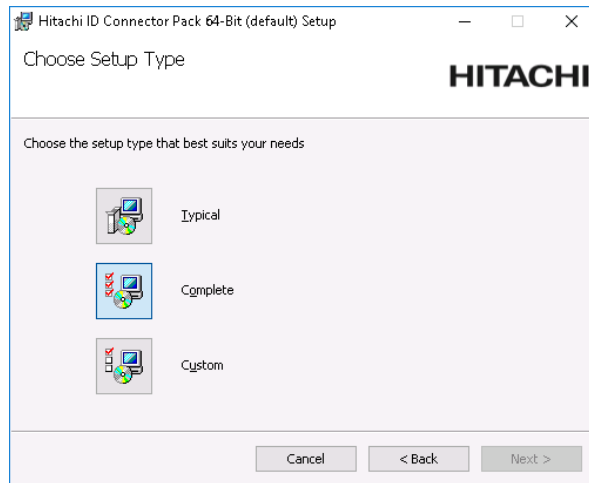 Hitachi ID Connector Pack 64-Bit (default) Setup
Choose Setup Type
HITACHI
Choose the setup type that best suits your needs
Typical
Complete
Custom
Cancel
< Back
Next >